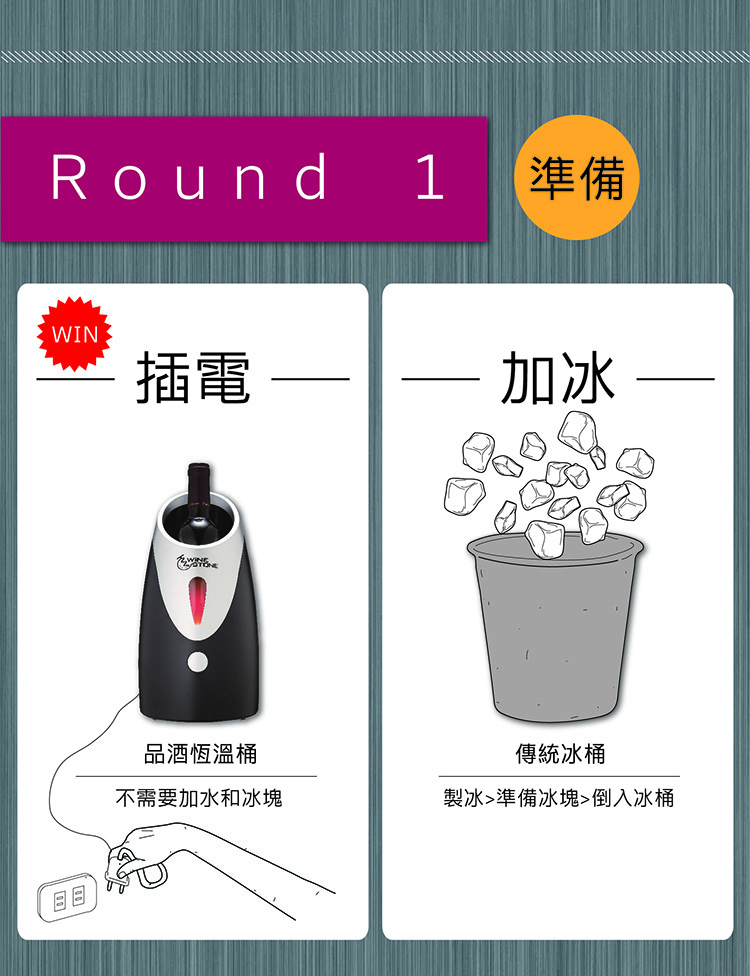 Round 1
準備
WIN
插電
WINE
STONE
品酒恆溫桶
不需要加水和冰塊
加冰
傳統冰桶
製冰>準備冰塊>倒入冰桶